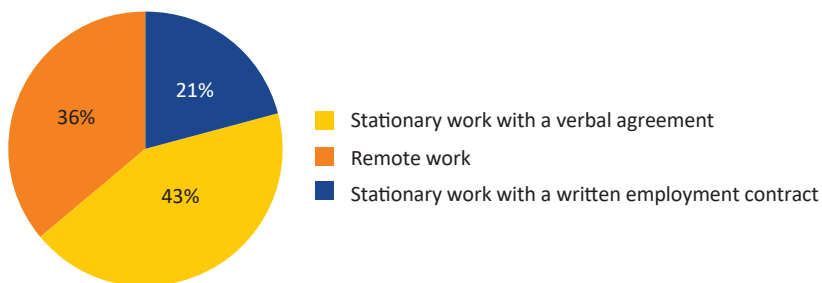 21%
36%
43%
Stationary work with a verbal agreement
Remote work
Stationary work with a written employment contract